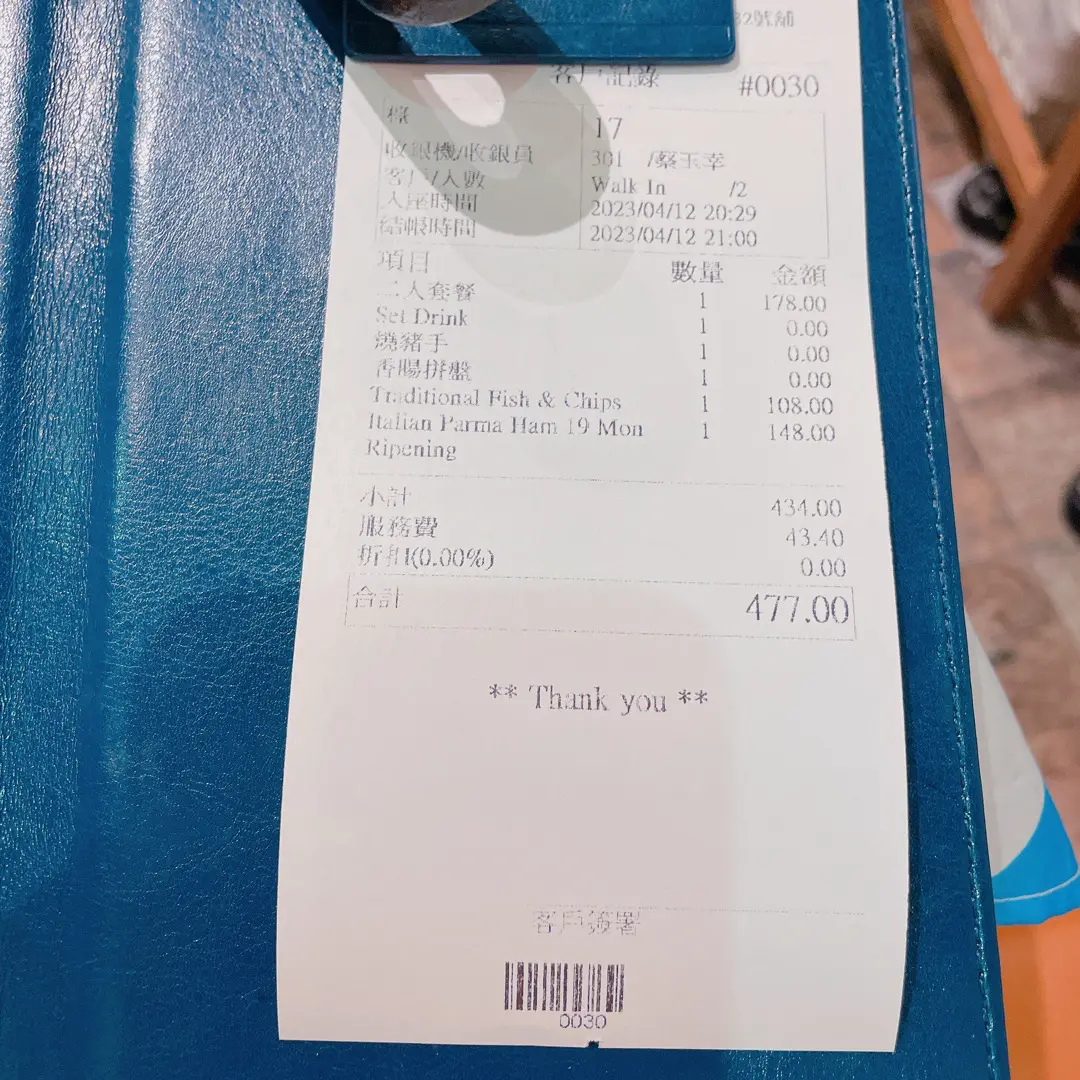 32號舖
客戶記錄 #0030
檯 17
收銀機/收銀員 301 /蔡玉幸
客戶/人數 Walk In /2
入座時間 2023/04/12 20:29
結帳時間 2023/04/12 21:00
項目 數量 金額
二人套餐 1 178.00
Set Drink 1 0.00
燒豬手 1 0.00
香腸拼盤 1 0.00
Traditional Fish & Chips 1 108.00
Italian Parma Ham 19 Mon 1 148.00
Ripening
小計 434.00
服務費 43.40
折扣(0.00%) 0.00
合計 477.00
** Thank you **
客戶簽署
0030